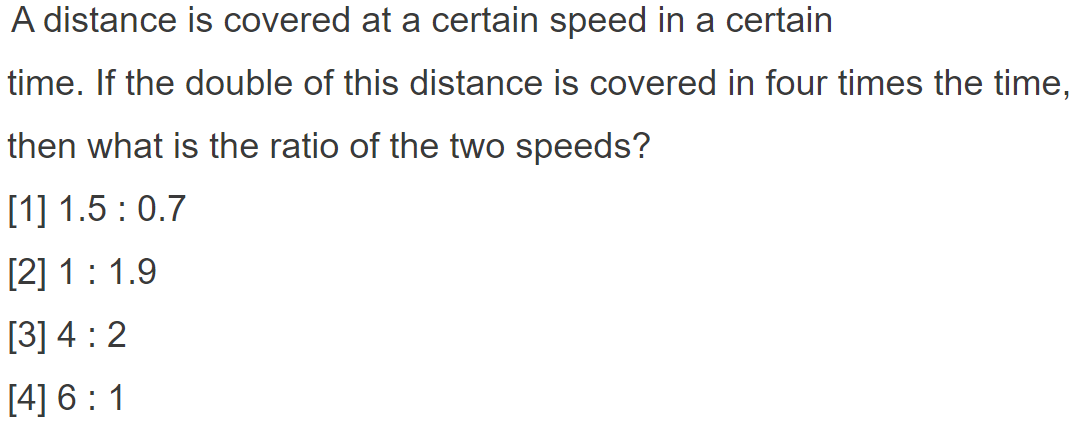 A distance is covered at a certain speed in a certain
time. If the double of this distance is covered in four times the time,
then what is the ratio of the two speeds?
[1] 1.5 : 0.7
[2] 1 : 1.9
[3] 4 : 2
[4] 6 : 1